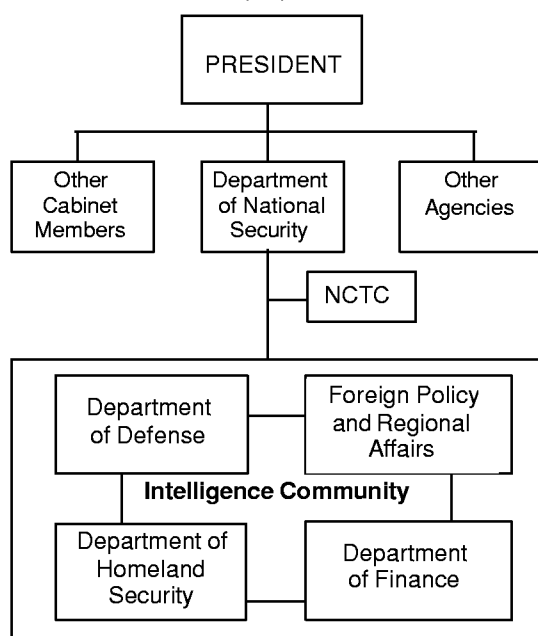 PRESIDENT
Other
Cabinet
Members
Department
of National
Security
Other
Agencies
NCTC
Department
of Defense
Foreign Policy
and Regional
Affairs
Intelligence Community
Department of
Homeland
Security
Department
of Finance